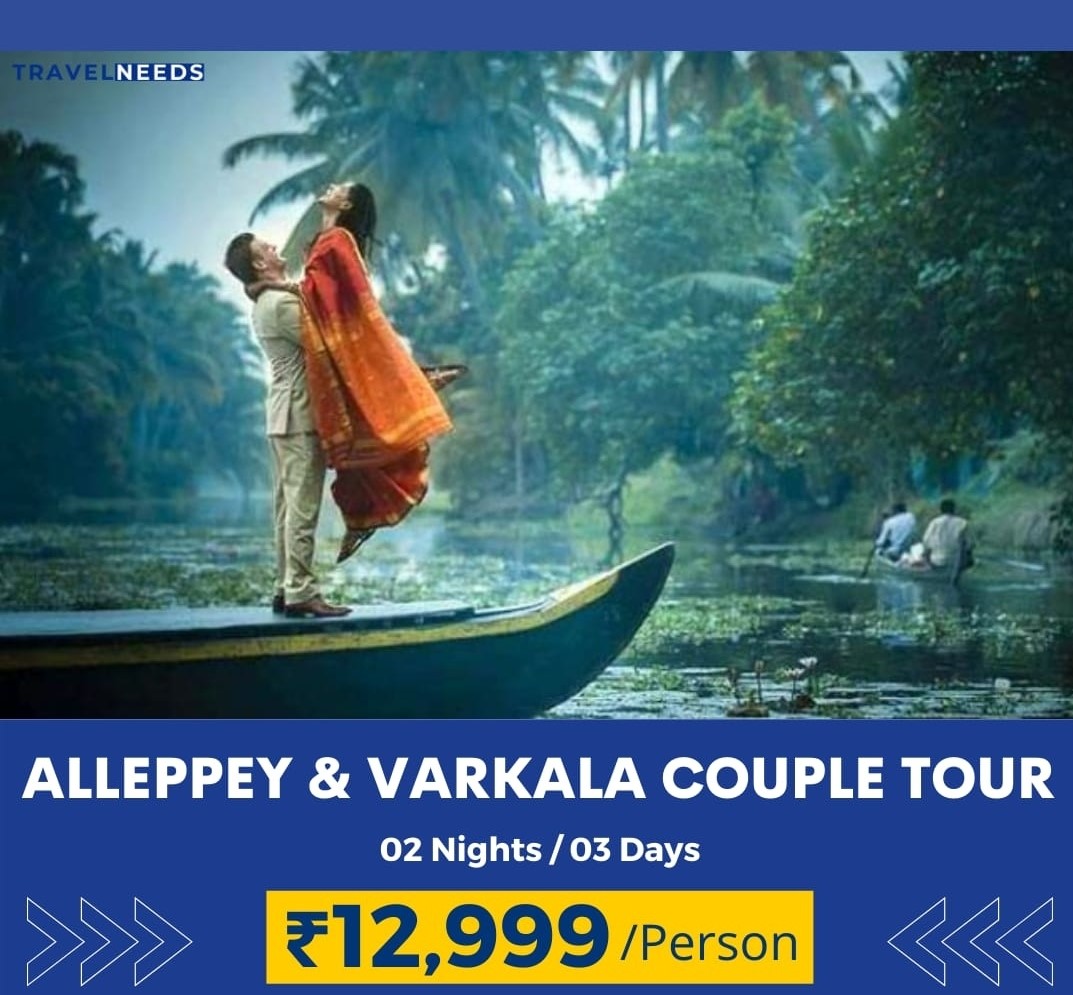 TRAVELNEEDS
ALLEPPEY & VARKALA COUPLE TOUR
02 Nights / 03 Days
₹12,999 /Person